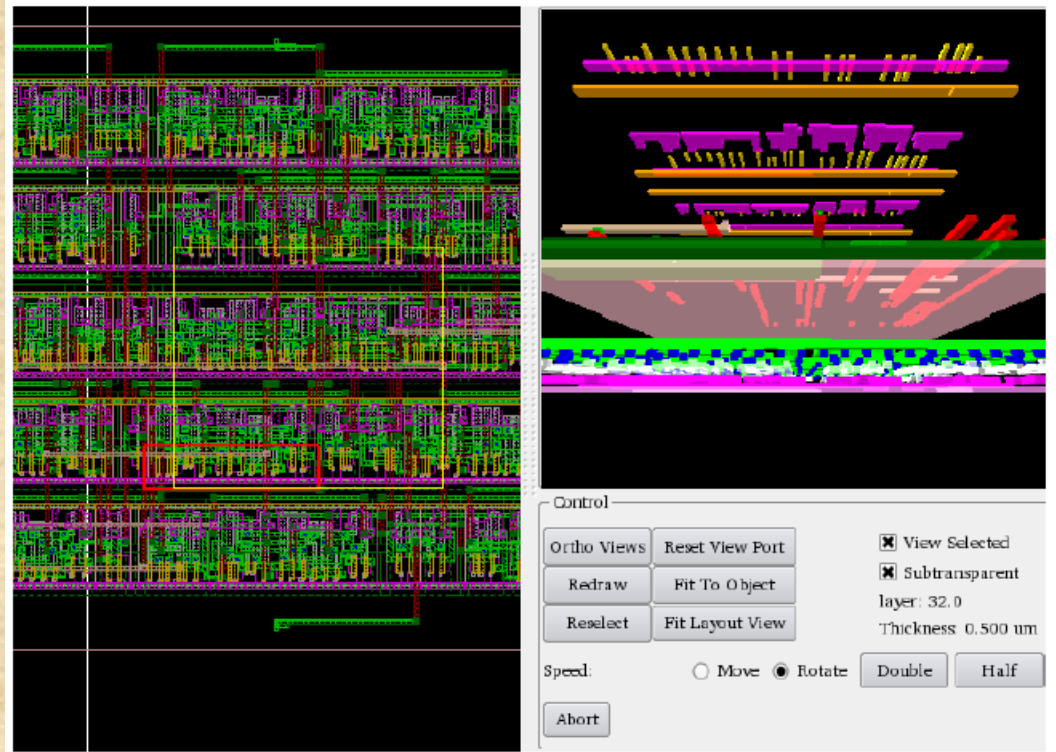 Control
Ortho Views
Reset View Port
View Selected
Redraw
Fit To Object
Subtransparent
layer: 32.0
Reselect
Fit Layout View
Thickness: 0.500 um
Speed:
Move
Rotate
Double
Half
Abort